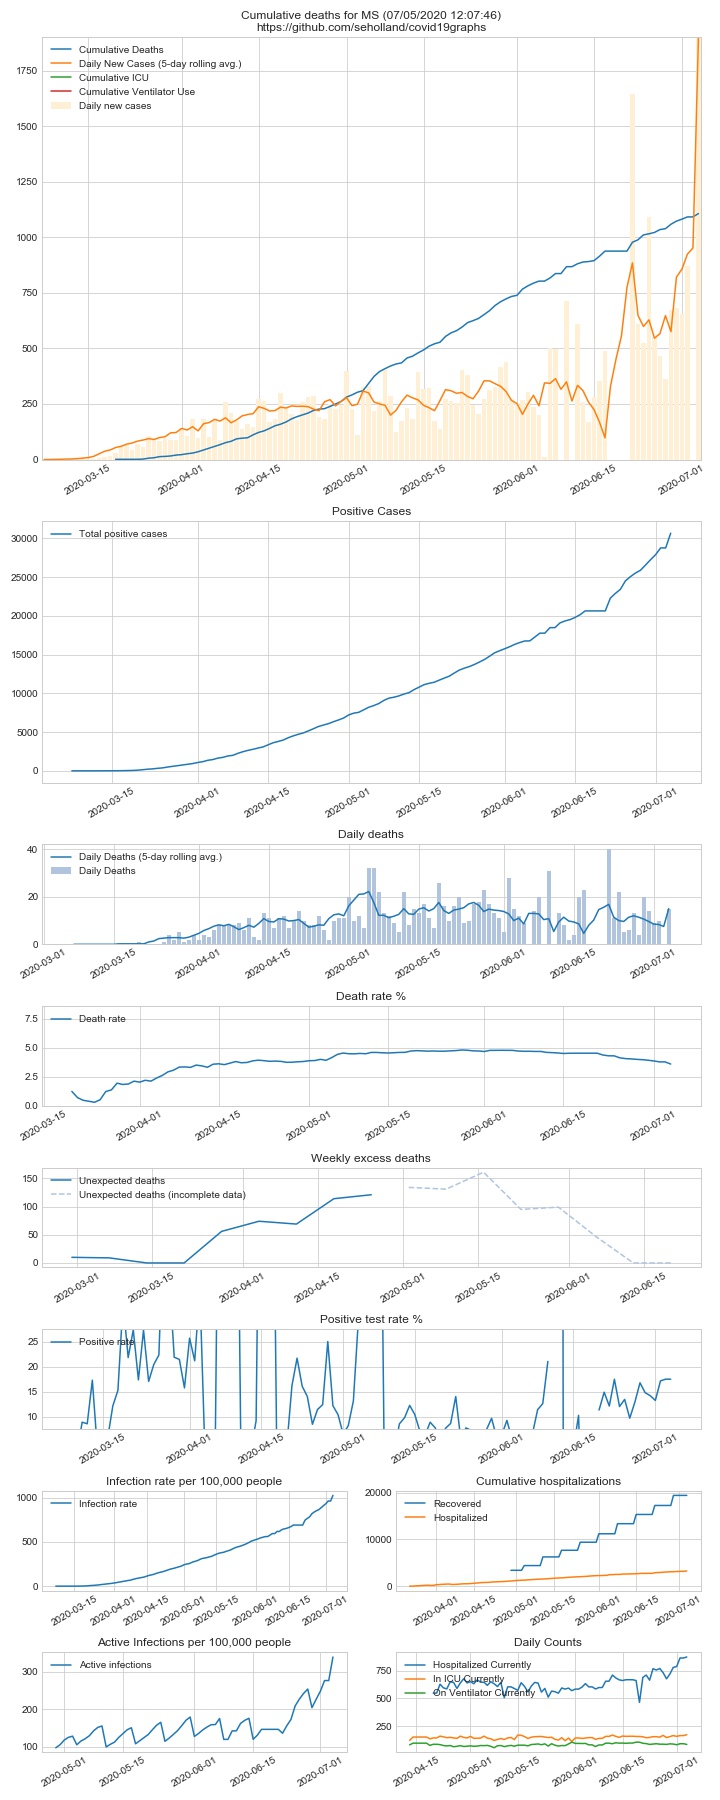 Cumulative deaths for MS (07/05/2020 12:07:46)
https://github.com/seholland/covid19graphs
Cumulative Deaths
Daily New Cases (5-day rolling avg.)
Cumulative ICU
Cumulative Ventilator Use
Daily new cases
1750
1500
1250
1000
750
500
250
0
2020-03-15 2020-04-01 2020-04-15 2020-05-01 2020-05-15 2020-06-01 2020-06-15 2020-07-01
Positive Cases
Total positive cases
30000
25000
20000
15000
10000
5000
0
2020-03-15 2020-04-01 2020-04-15 2020-05-01 2020-05-15 2020-06-01 2020-06-15 2020-07-01
Daily deaths
Daily Deaths (5-day rolling avg.)
Daily Deaths
40
20
0
2020-03-01 2020-03-15 2020-04-01 2020-04-15 2020-05-01 2020-05-15 2020-06-01 2020-06-15 2020-07-01
Death rate %
Death rate
7.5
5.0
2.5
0.0
2020-03-15 2020-04-01 2020-04-15 2020-05-01 2020-05-15 2020-06-01 2020-06-15 2020-07-01
Weekly excess deaths
Unexpected deaths
Unexpected deaths (incomplete data)
150
100
50
0
2020-03-01 2020-03-15 2020-04-01 2020-04-15 2020-05-01 2020-05-15 2020-06-01 2020-06-15
Positive test rate %
Positive rate
25
20
15
10
2020-03-15 2020-04-01 2020-04-15 2020-05-01 2020-05-15 2020-06-01 2020-06-15 2020-07-01
Infection rate per 100,000 people
Infection rate
1000
500
0
2020-03-15 2020-04-01 2020-04-15 2020-05-01 2020-05-15 2020-06-01 2020-06-15 2020-07-01
Cumulative hospitalizations
Recovered
Hospitalized
20000
10000
0
2020-04-01 2020-04-15 2020-05-01 2020-05-15 2020-06-01 2020-06-15 2020-07-01
Active Infections per 100,000 people
Active infections
300
200
100
2020-05-01 2020-05-15 2020-06-01 2020-06-15 2020-07-01
Daily Counts
Hospitalized Currently
In ICU Currently
On Ventilator Currently
750
500
250
2020-04-15 2020-05-01 2020-05-15 2020-06-01 2020-06-15 2020-07-01